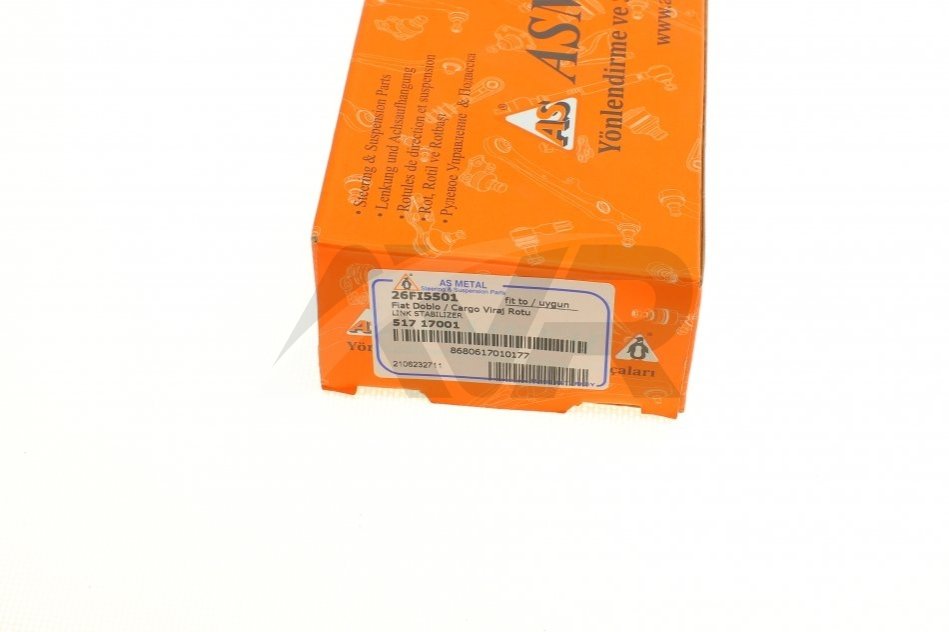 • Steering & Suspension Parts
• Lenkung und Achsaufhangung
• Rotules de direction et suspension
• Rot, Rotil ve Rotbaşı
• Рулевое Управление & Подвеска
AS
®
ASM
Yönlendirme ve
www.a
AS METAL
Steering & Suspension Parts
26FI5501
fit to / uygun
Fiat Doblo / Cargo Viraj Rotu
LINK STABILIZER
517 17001
8680617010177
2106232711
çaları
AVR